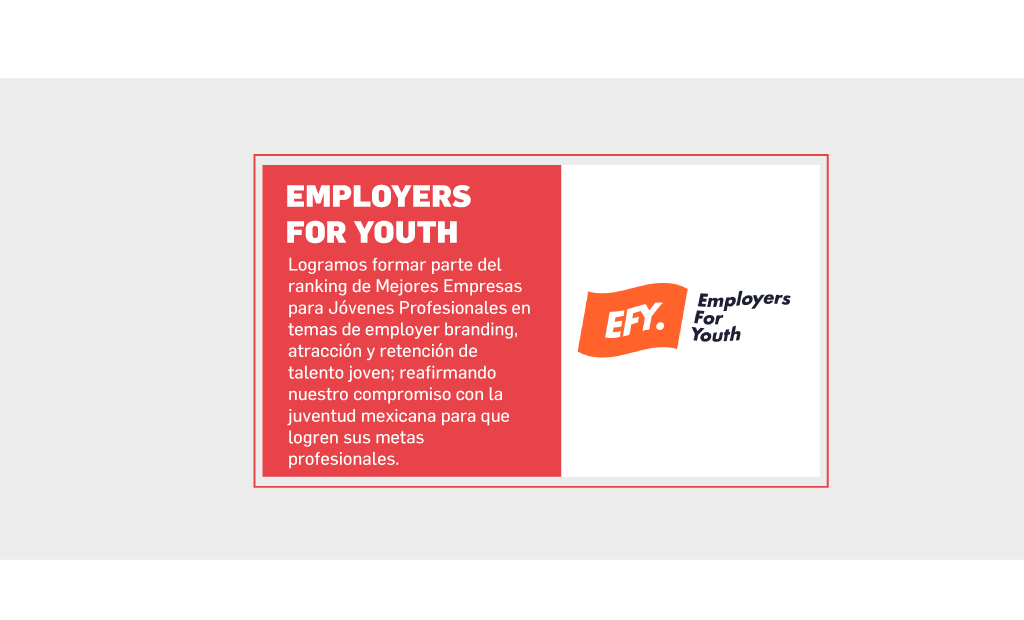 EMPLOYERS
FOR YOUTH
Logramos formar parte del
ranking de Mejores Empresas
para Jóvenes Profesionales en
temas de employer branding,
atracción y retención de
talento joven; reafirmando
nuestro compromiso con la
juventud mexicana para que
logren sus metas
profesionales.
EFY.
Employers
For
Youth